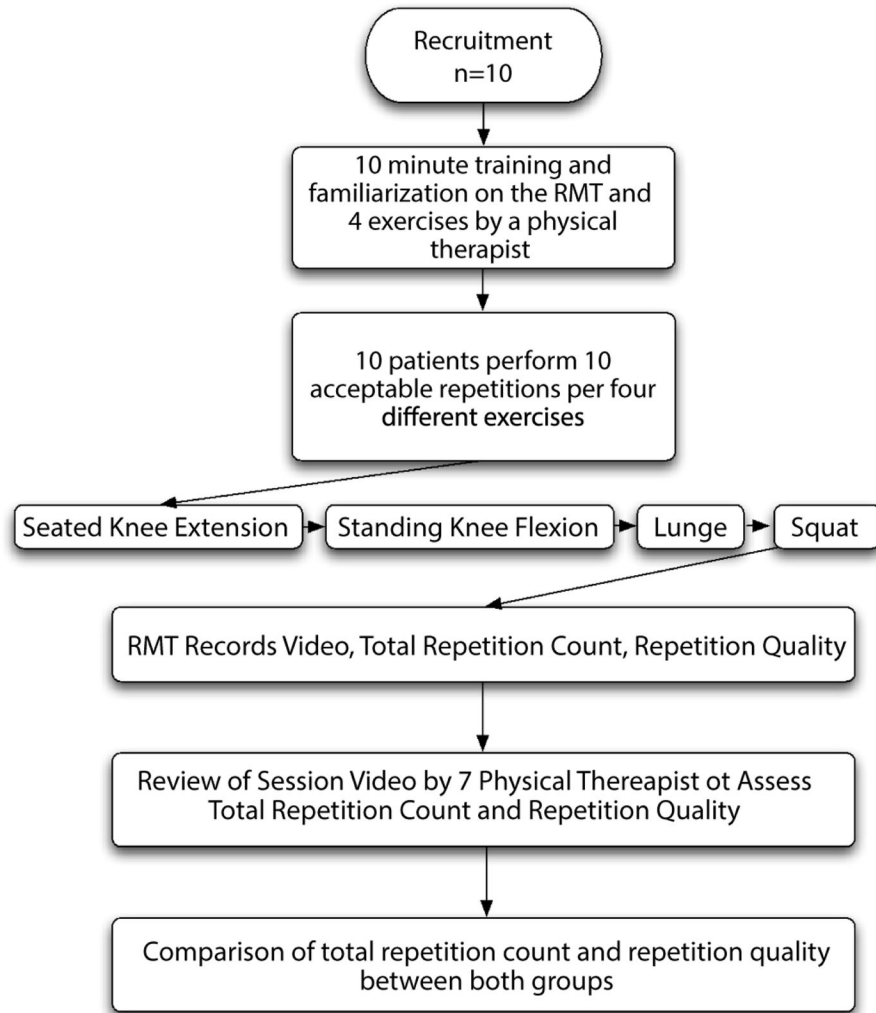 Recruitment
n=10
10 minute training and
familiarization on the RMT and
4 exercises by a physical
therapist
10 patients perform 10
acceptable repetitions per four
different exercises
Seated Knee Extension
Standing Knee Flexion
Lunge
Squat
RMT Records Video, Total Repetition Count, Repetition Quality
Review of Session Video by 7 Physical Thereapist ot Assess
Total Repetition Count and Repetition Quality
Comparison of total repetition count and repetition quality
between both groups